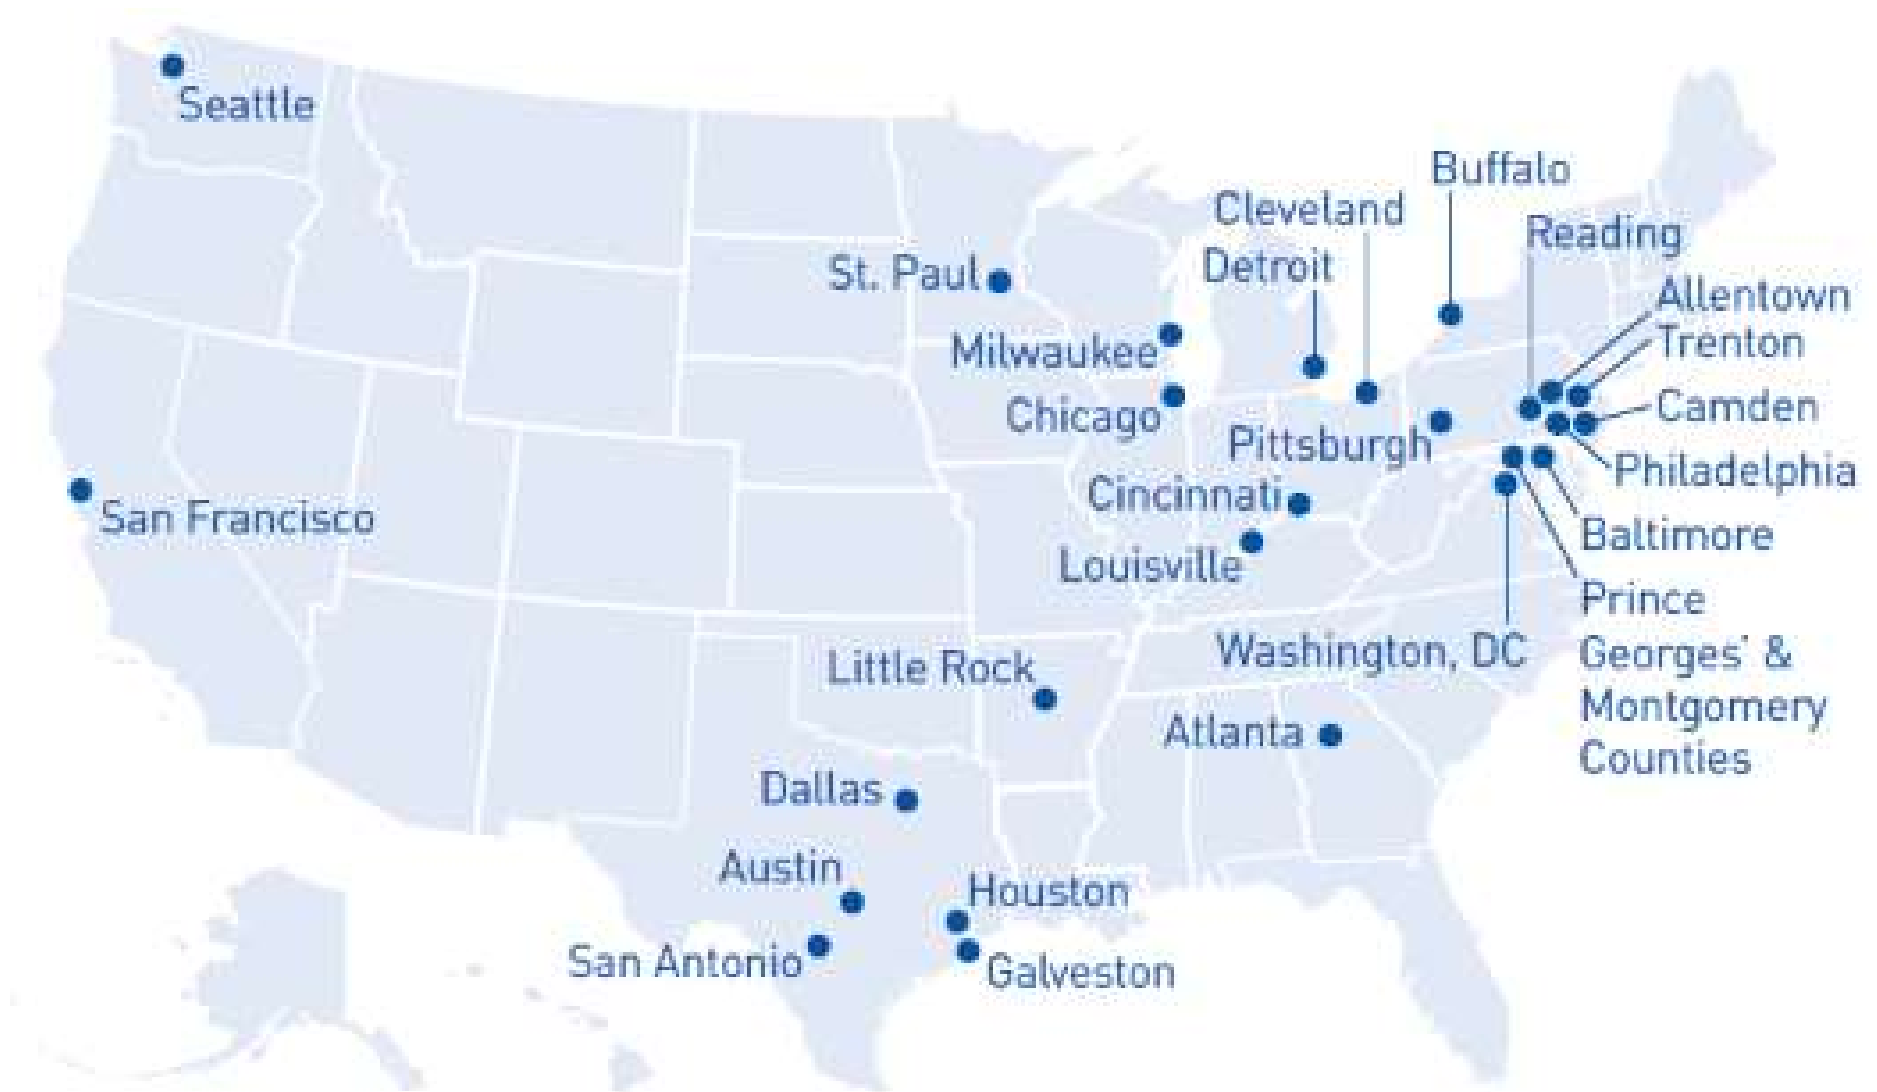 Seattle
Buffalo
Cleveland
Reading
Detroit
St. Paul
Allentown
Trenton
Milwaukee
Chicago
Camden
Pittsburgh
Philadelphia
Cincinnati
San Francisco
Baltimore
Louisville
Prince
Georges' &
Montgomery
Counties
Washington, DC
Little Rock
Atlanta
Dallas
Austin
Houston
San Antonio
Galveston